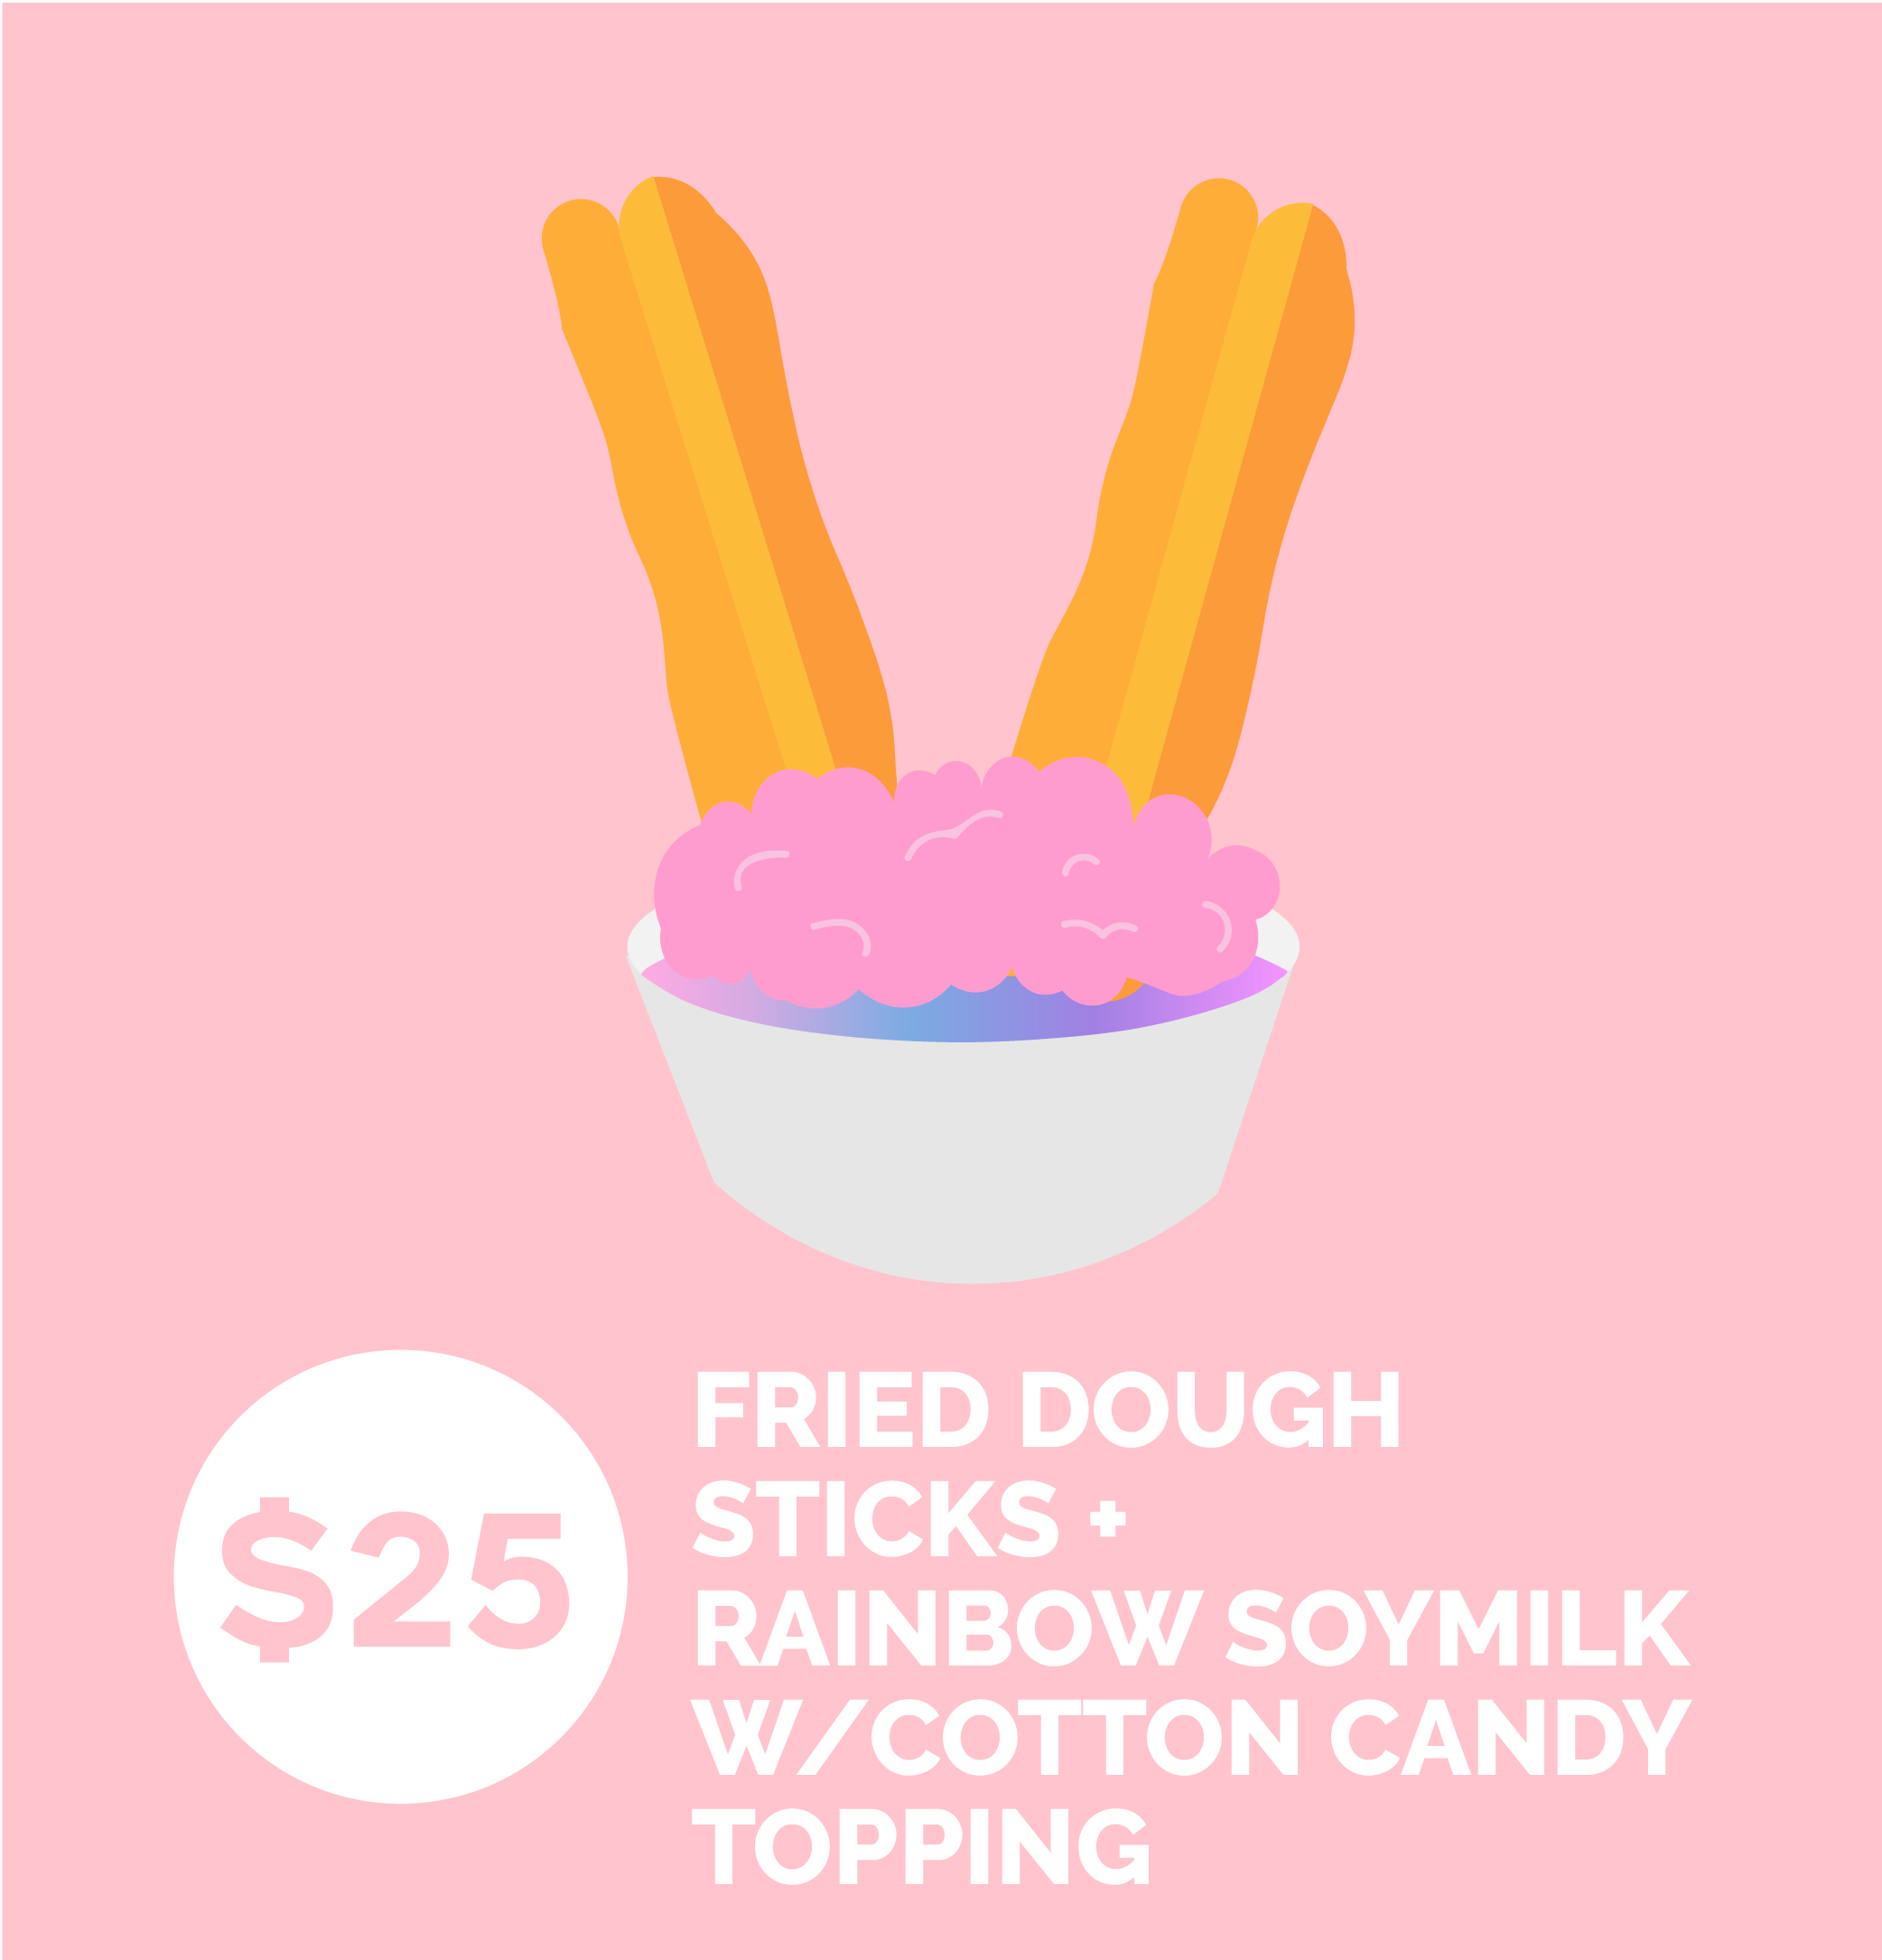 $25
FRIED DOUGH
STICKS +
RAINBOW SOYMILK
W/COTTON CANDY
TOPPING